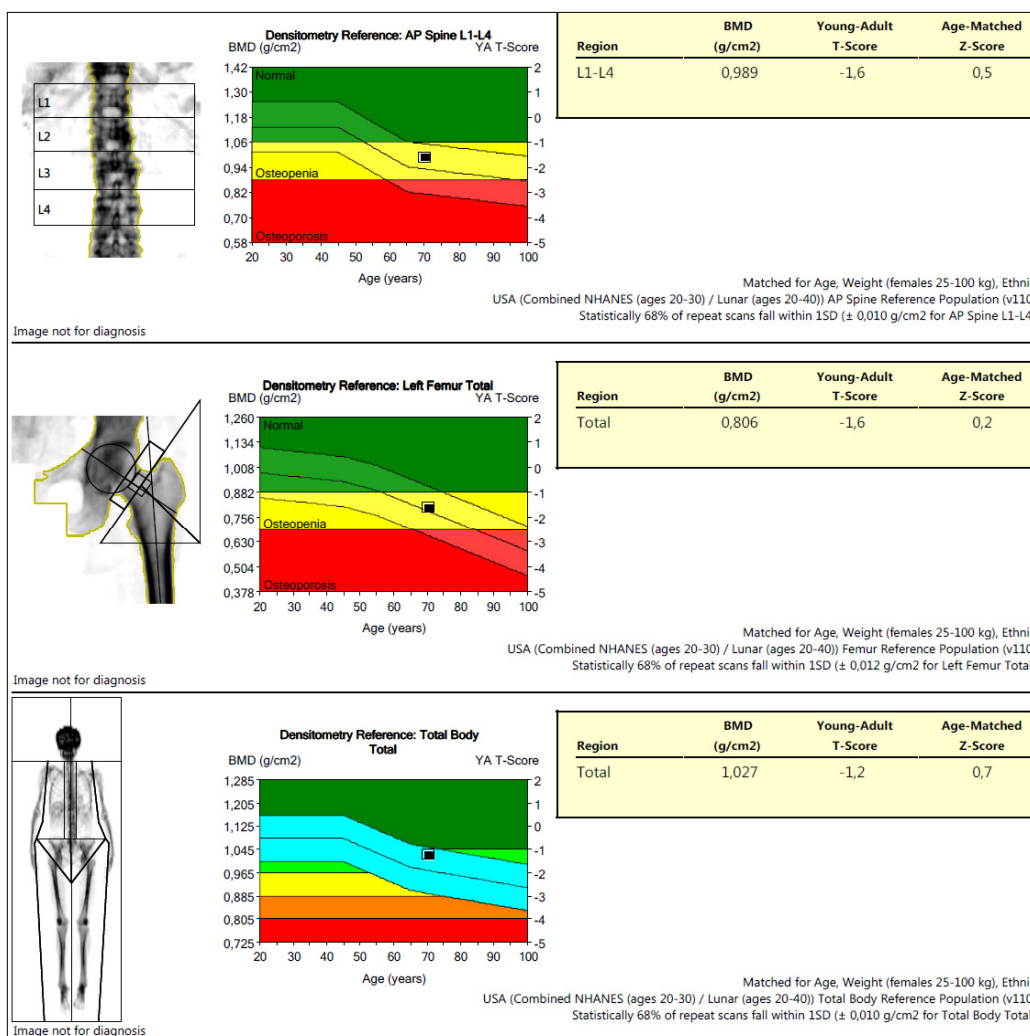 Densitometry Reference: AP Spine L1-L4
BMD (g/cm2) YA T-Score
1,42 2
Normal
1,30 1
1,18 0
1,06 -1
0,94 -2
Osteopenia
0,82 -3
0,70 -4
Osteoporosis
0,58 -5
20 30 40 50 60 70 80 90 100
Age (years)
L1
L2
L3
L4
BMD Young-Adult Age-Matched
Region (g/cm2) T-Score Z-Score
L1-L4 0,989 -1,6 0,5
Matched for Age, Weight (females 25-100 kg), Ethni
USA (Combined NHANES (ages 20-30) / Lunar (ages 20-40)) AP Spine Reference Population (v110
Statistically 68% of repeat scans fall within 1SD (± 0,010 g/cm2 for AP Spine L1-L4
Image not for diagnosis
Densitometry Reference: Left Femur Total
BMD (g/cm2) YA T-Score
1,260 2
Normal
1,134 1
1,008 0
0,882 -1
0,756 -2
Osteopenia
0,630 -3
0,504 -4
Osteoporosis
0,378 -5
20 30 40 50 60 70 80 90 100
Age (years)
BMD Young-Adult Age-Matched
Region (g/cm2) T-Score Z-Score
Total 0,806 -1,6 0,2
Matched for Age, Weight (females 25-100 kg), Ethni
USA (Combined NHANES (ages 20-30) / Lunar (ages 20-40)) Femur Reference Population (v110
Statistically 68% of repeat scans fall within 1SD (± 0,012 g/cm2 for Left Femur Total
Image not for diagnosis
Densitometry Reference: Total Body
Total
BMD (g/cm2) YA T-Score
1,285 2
1,205 1
1,125 0
1,045 -1
0,965 -2
0,885 -3
0,805 -4
0,725 -5
20 30 40 50 60 70 80 90 100
Age (years)
BMD Young-Adult Age-Matched
Region (g/cm2) T-Score Z-Score
Total 1,027 -1,2 0,7
Matched for Age, Weight (females 25-100 kg), Ethni
USA (Combined NHANES (ages 20-30) / Lunar (ages 20-40)) Total Body Reference Population (v110
Statistically 68% of repeat scans fall within 1SD (± 0,010 g/cm2 for Total Body Total
Image not for diagnosis